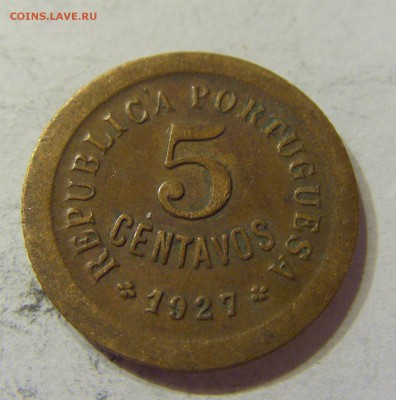 COINS.LAVE.RU
REPUBLICA PORTUGUESA
5
CENTAVOS
* 1927 *